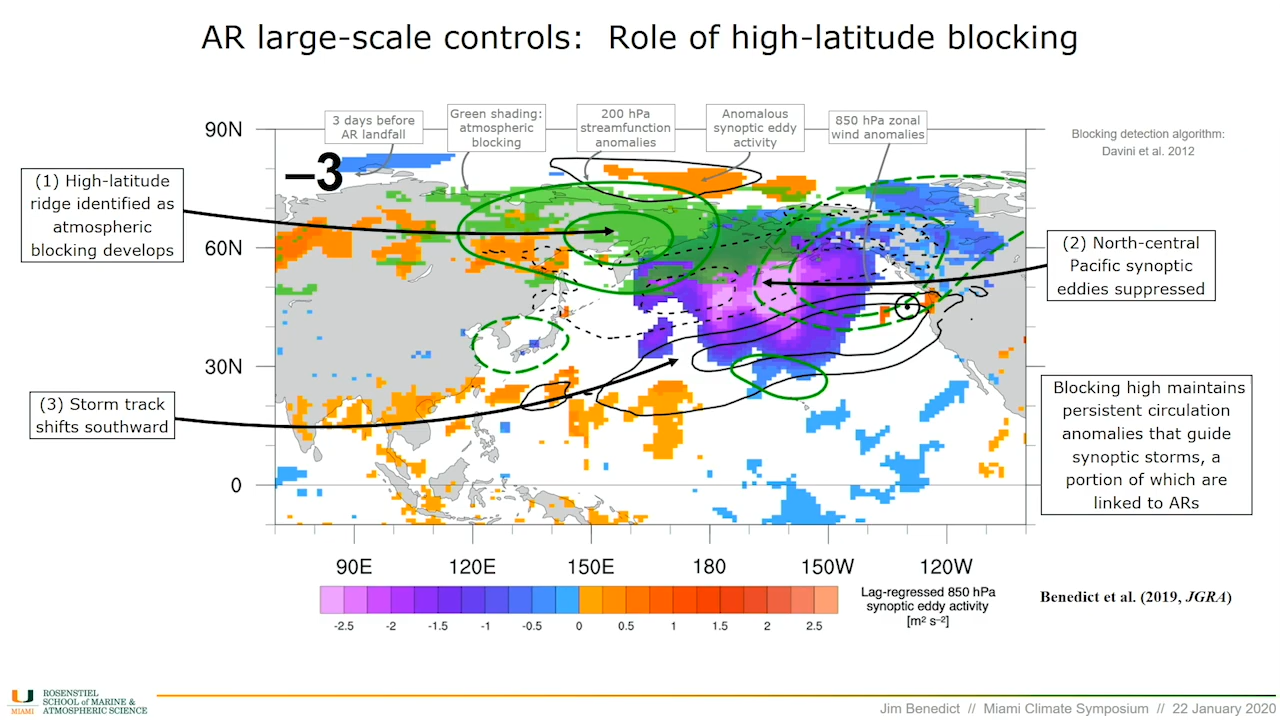 AR large-scale controls: Role of high-latitude blocking
3 days before
AR landfall
Green shading:
atmospheric
blocking
200 hPa
streamfunction
anomalies
Anomalous
synoptic eddy
activity
850 hPa zonal
wind anomalies
Blocking detection algorithm:
Davini et al. 2012
90N
60N
30N
0
–3
(1) High-latitude
ridge identified as
atmospheric
blocking develops
(2) North-central
Pacific synoptic
eddies suppressed
(3) Storm track
shifts southward
Blocking high maintains
persistent circulation
anomalies that guide
synoptic storms, a
portion of which are
linked to ARs
90E 120E 150E 180 150W 120W
-2.5 -2 -1.5 -1 -0.5 0 0.5 1 1.5 2 2.5
Lag-regressed 850 hPa
synoptic eddy activity
[m² s⁻²]
Benedict et al. (2019, JGRA)
MIAMI
ROSENSTIEL
SCHOOL of MARINE &
ATMOSPHERIC SCIENCE
Jim Benedict // Miami Climate Symposium // 22 January 2020